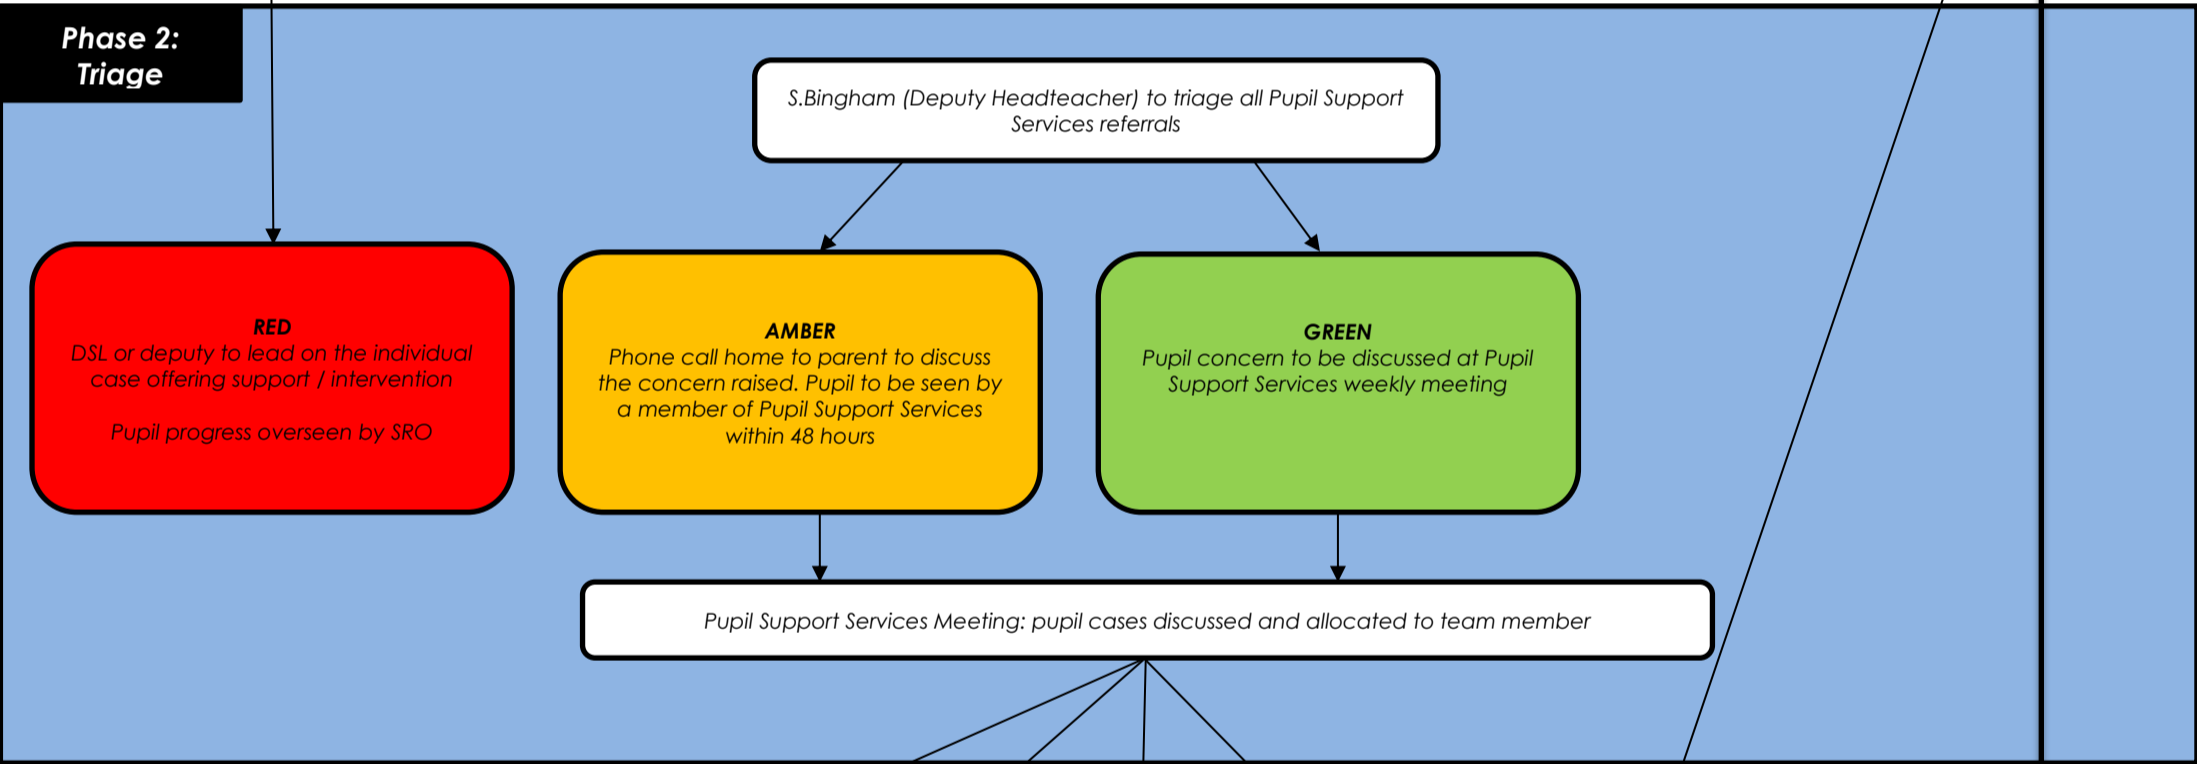 Phase 2:
Triage
S.Bingham (Deputy Headteacher) to triage all Pupil Support
Services referrals
RED
DSL or deputy to lead on the individual
case offering support / intervention
Pupil progress overseen by SRO
AMBER
Phone call home to parent to discuss
the concern raised. Pupil to be seen by
a member of Pupil Support Services
within 48 hours
GREEN
Pupil concern to be discussed at Pupil
Support Services weekly meeting
Pupil Support Services Meeting: pupil cases discussed and allocated to team member